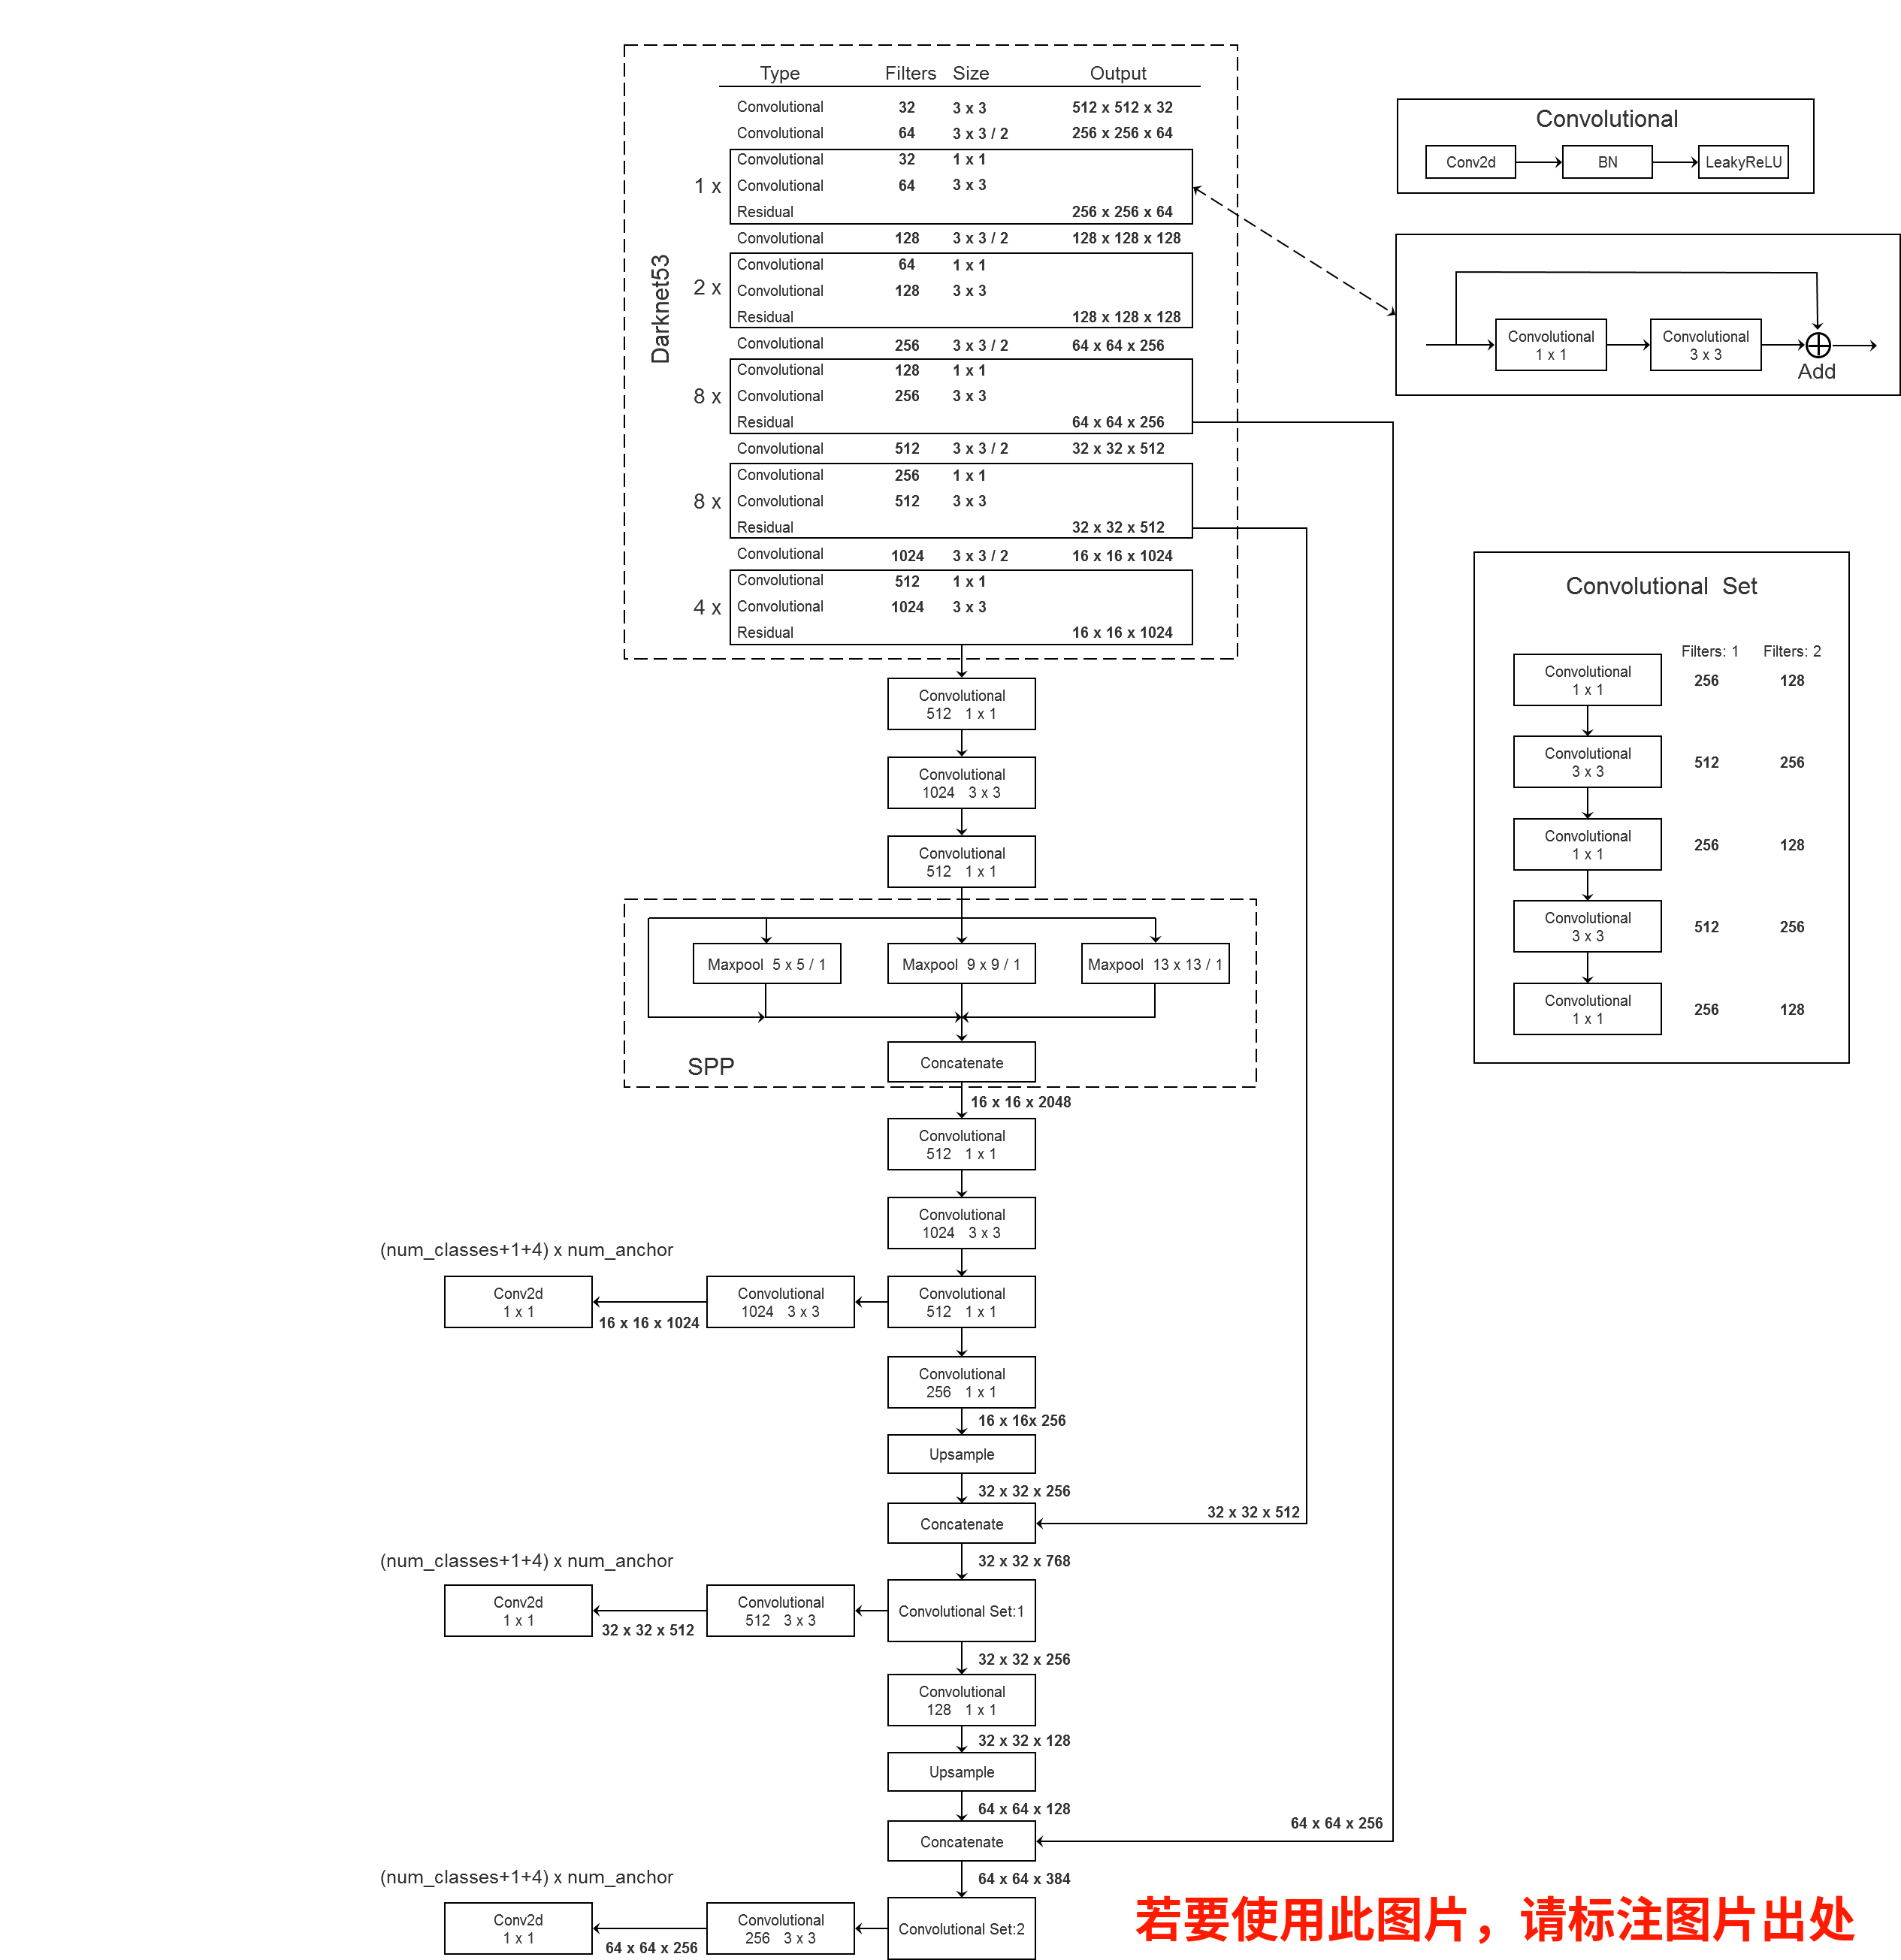 Type Filters Size Output
Convolutional 32 3 x 3 512 x 512 x 32
Convolutional 64 3 x 3 / 2 256 x 256 x 64
Convolutional 32 1 x 1
1 x Convolutional 64 3 x 3
Residual 256 x 256 x 64
Convolutional 128 3 x 3 / 2 128 x 128 x 128
Convolutional 64 1 x 1
2 x Convolutional 128 3 x 3
Residual 128 x 128 x 128
Darknet53
Convolutional 256 3 x 3 / 2 64 x 64 x 256
Convolutional 128 1 x 1
8 x Convolutional 256 3 x 3
Residual 64 x 64 x 256
Convolutional 512 3 x 3 / 2 32 x 32 x 512
Convolutional 256 1 x 1
8 x Convolutional 512 3 x 3
Residual 32 x 32 x 512
Convolutional 1024 3 x 3 / 2 16 x 16 x 1024
Convolutional 512 1 x 1
4 x Convolutional 1024 3 x 3
Residual 16 x 16 x 1024
Convolutional
Conv2d BN LeakyReLU
Convolutional
1 x 1
Convolutional
3 x 3
Add
Convolutional Set
Filters: 1 Filters: 2
Convolutional
1 x 1
256 128
Convolutional
3 x 3
512 256
Convolutional
1 x 1
256 128
Convolutional
3 x 3
512 256
Convolutional
1 x 1
256 128
Convolutional
512 1 x 1
Convolutional
1024 3 x 3
Convolutional
512 1 x 1
Maxpool 5 x 5 / 1 Maxpool 9 x 9 / 1 Maxpool 13 x 13 / 1
SPP
Concatenate
16 x 16 x 2048
Convolutional
512 1 x 1
Convolutional
1024 3 x 3
(num_classes+1+4) x num_anchor
Conv2d
1 x 1
16 x 16 x 1024
Convolutional
1024 3 x 3
Convolutional
512 1 x 1
Convolutional
256 1 x 1
16 x 16x 256
Upsample
32 x 32 x 256
Concatenate
32 x 32 x 512
32 x 32 x 768
(num_classes+1+4) x num_anchor
Conv2d
1 x 1
32 x 32 x 512
Convolutional
512 3 x 3
Convolutional Set:1
32 x 32 x 256
Convolutional
128 1 x 1
32 x 32 x 128
Upsample
64 x 64 x 128
Concatenate
64 x 64 x 256
64 x 64 x 384
(num_classes+1+4) x num_anchor
Conv2d
1 x 1
64 x 64 x 256
Convolutional
256 3 x 3
Convolutional Set:2
若要使用此图片，请标注图片出处